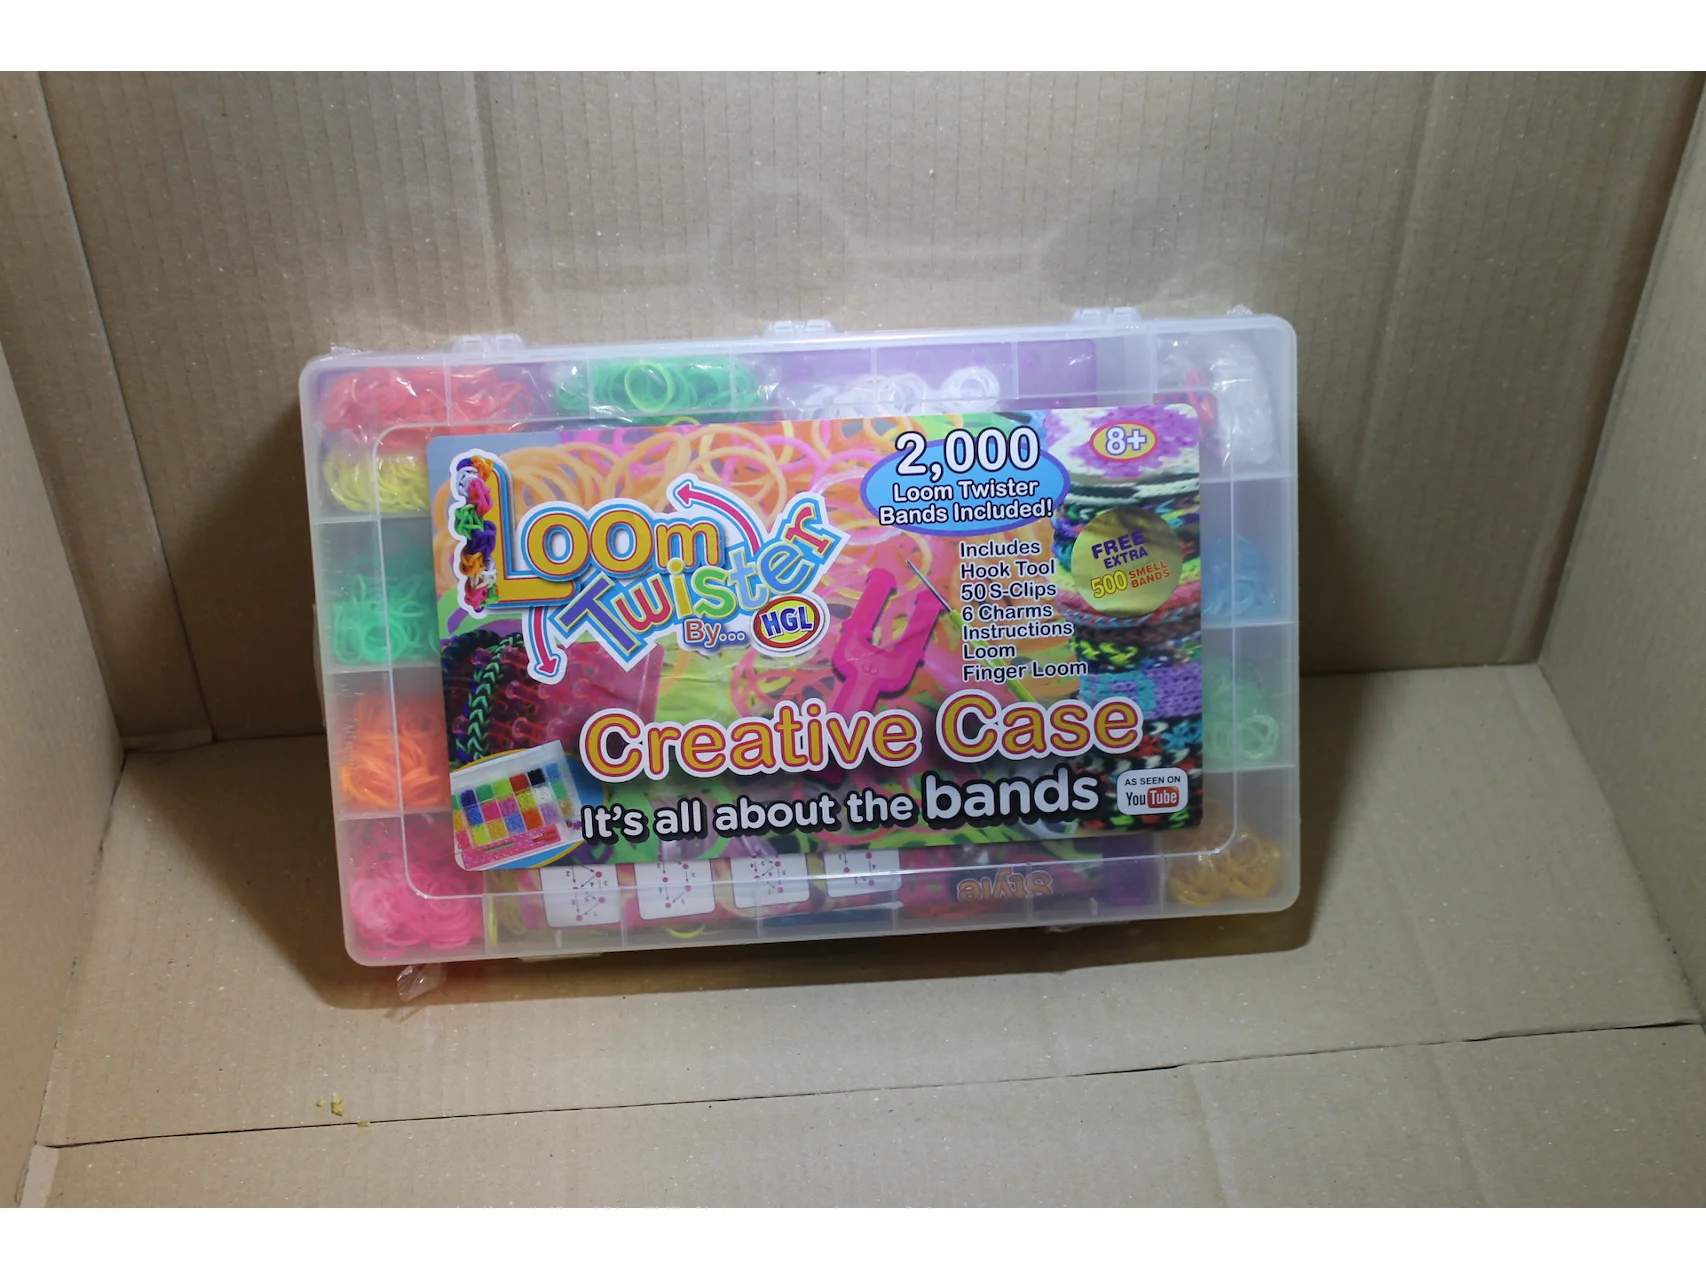 Loom
Twister
By... HGL
2,000
Loom Twister
Bands Included!
8+
Includes
Hook Tool
50 S-Clips
6 Charms
Instructions
Loom
Finger Loom
FREE
EXTRA
500 SMELL
BANDS
Creative Case
It's all about the bands
AS SEEN ON
YouTube
Style